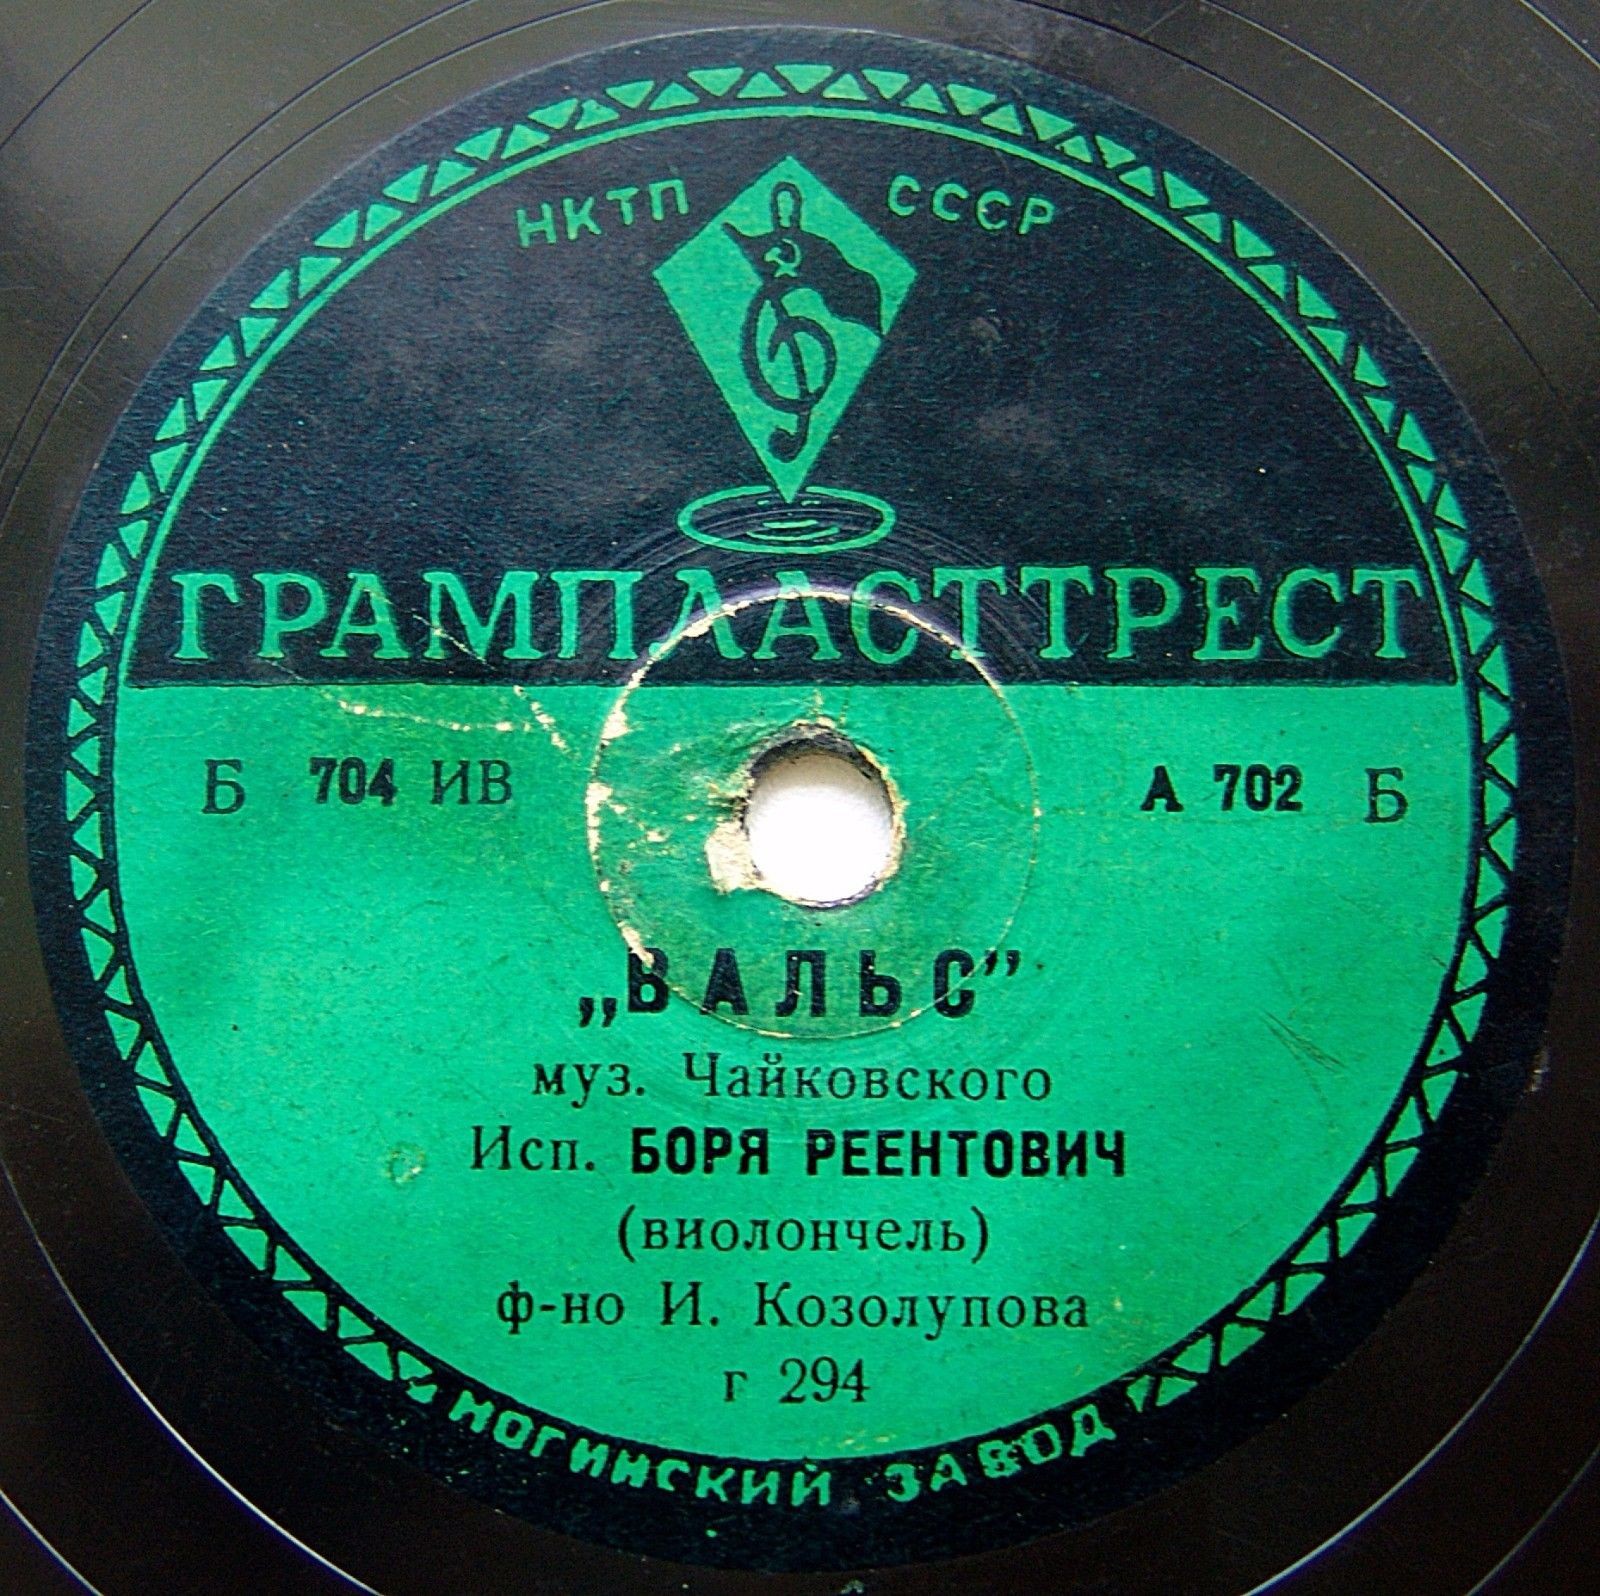 НКТП СССР
ГРАМПЛАСТТРЕСТ
Б 704 ИВ А 702 Б
„ВАЛЬС”
муз. Чайковского
Исп. БОРЯ РЕЕНТОВИЧ
(виолончель)
ф-но И. Козолупова
г 294
НОГИНСКИЙ ЗАВОД